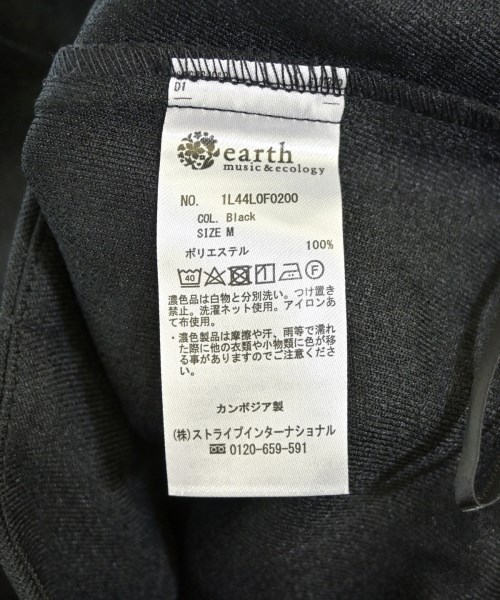 D1
earth
music&ecology
NO. 1L44L0F0200
COL. Black
SIZE M
ポリエステル 100%
40 F
濃色品は白物と分別洗い。つけ置き
禁止。洗濯ネット使用。アイロンあ
て布使用。
・濃色製品は摩擦や汗、雨等で濡れ
た際に他の衣類や小物類に色が移
る事がありますのでご注意くださ
い。
カンボジア製
(株)ストライプインターナショナル
0120-659-591